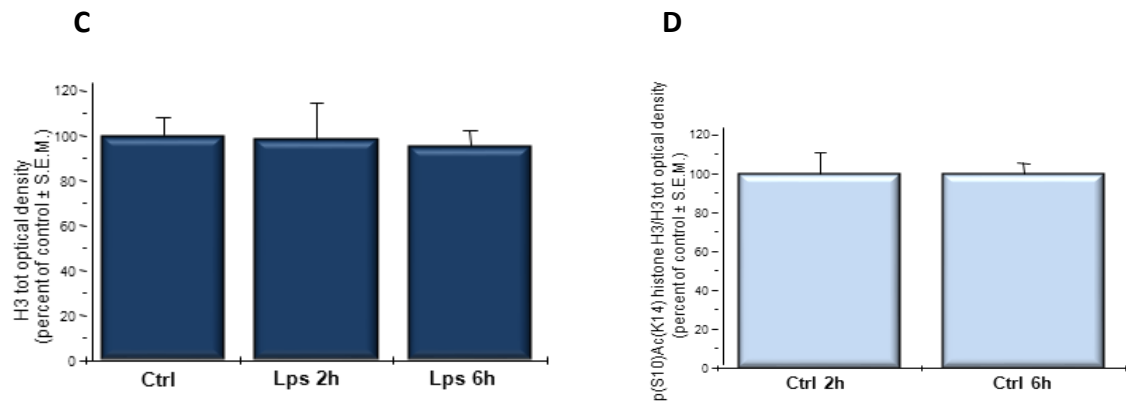 C
H3 tot optical density
(percent of control ± S.E.M.)
120
100
80
60
40
20
0
Ctrl
Lps 2h
Lps 6h
D
p(S10)Ac(K14) histone H3/H3 tot optical density
(percent of control ± S.E.M.)
120
100
80
60
40
20
0
Ctrl 2h
Ctrl 6h